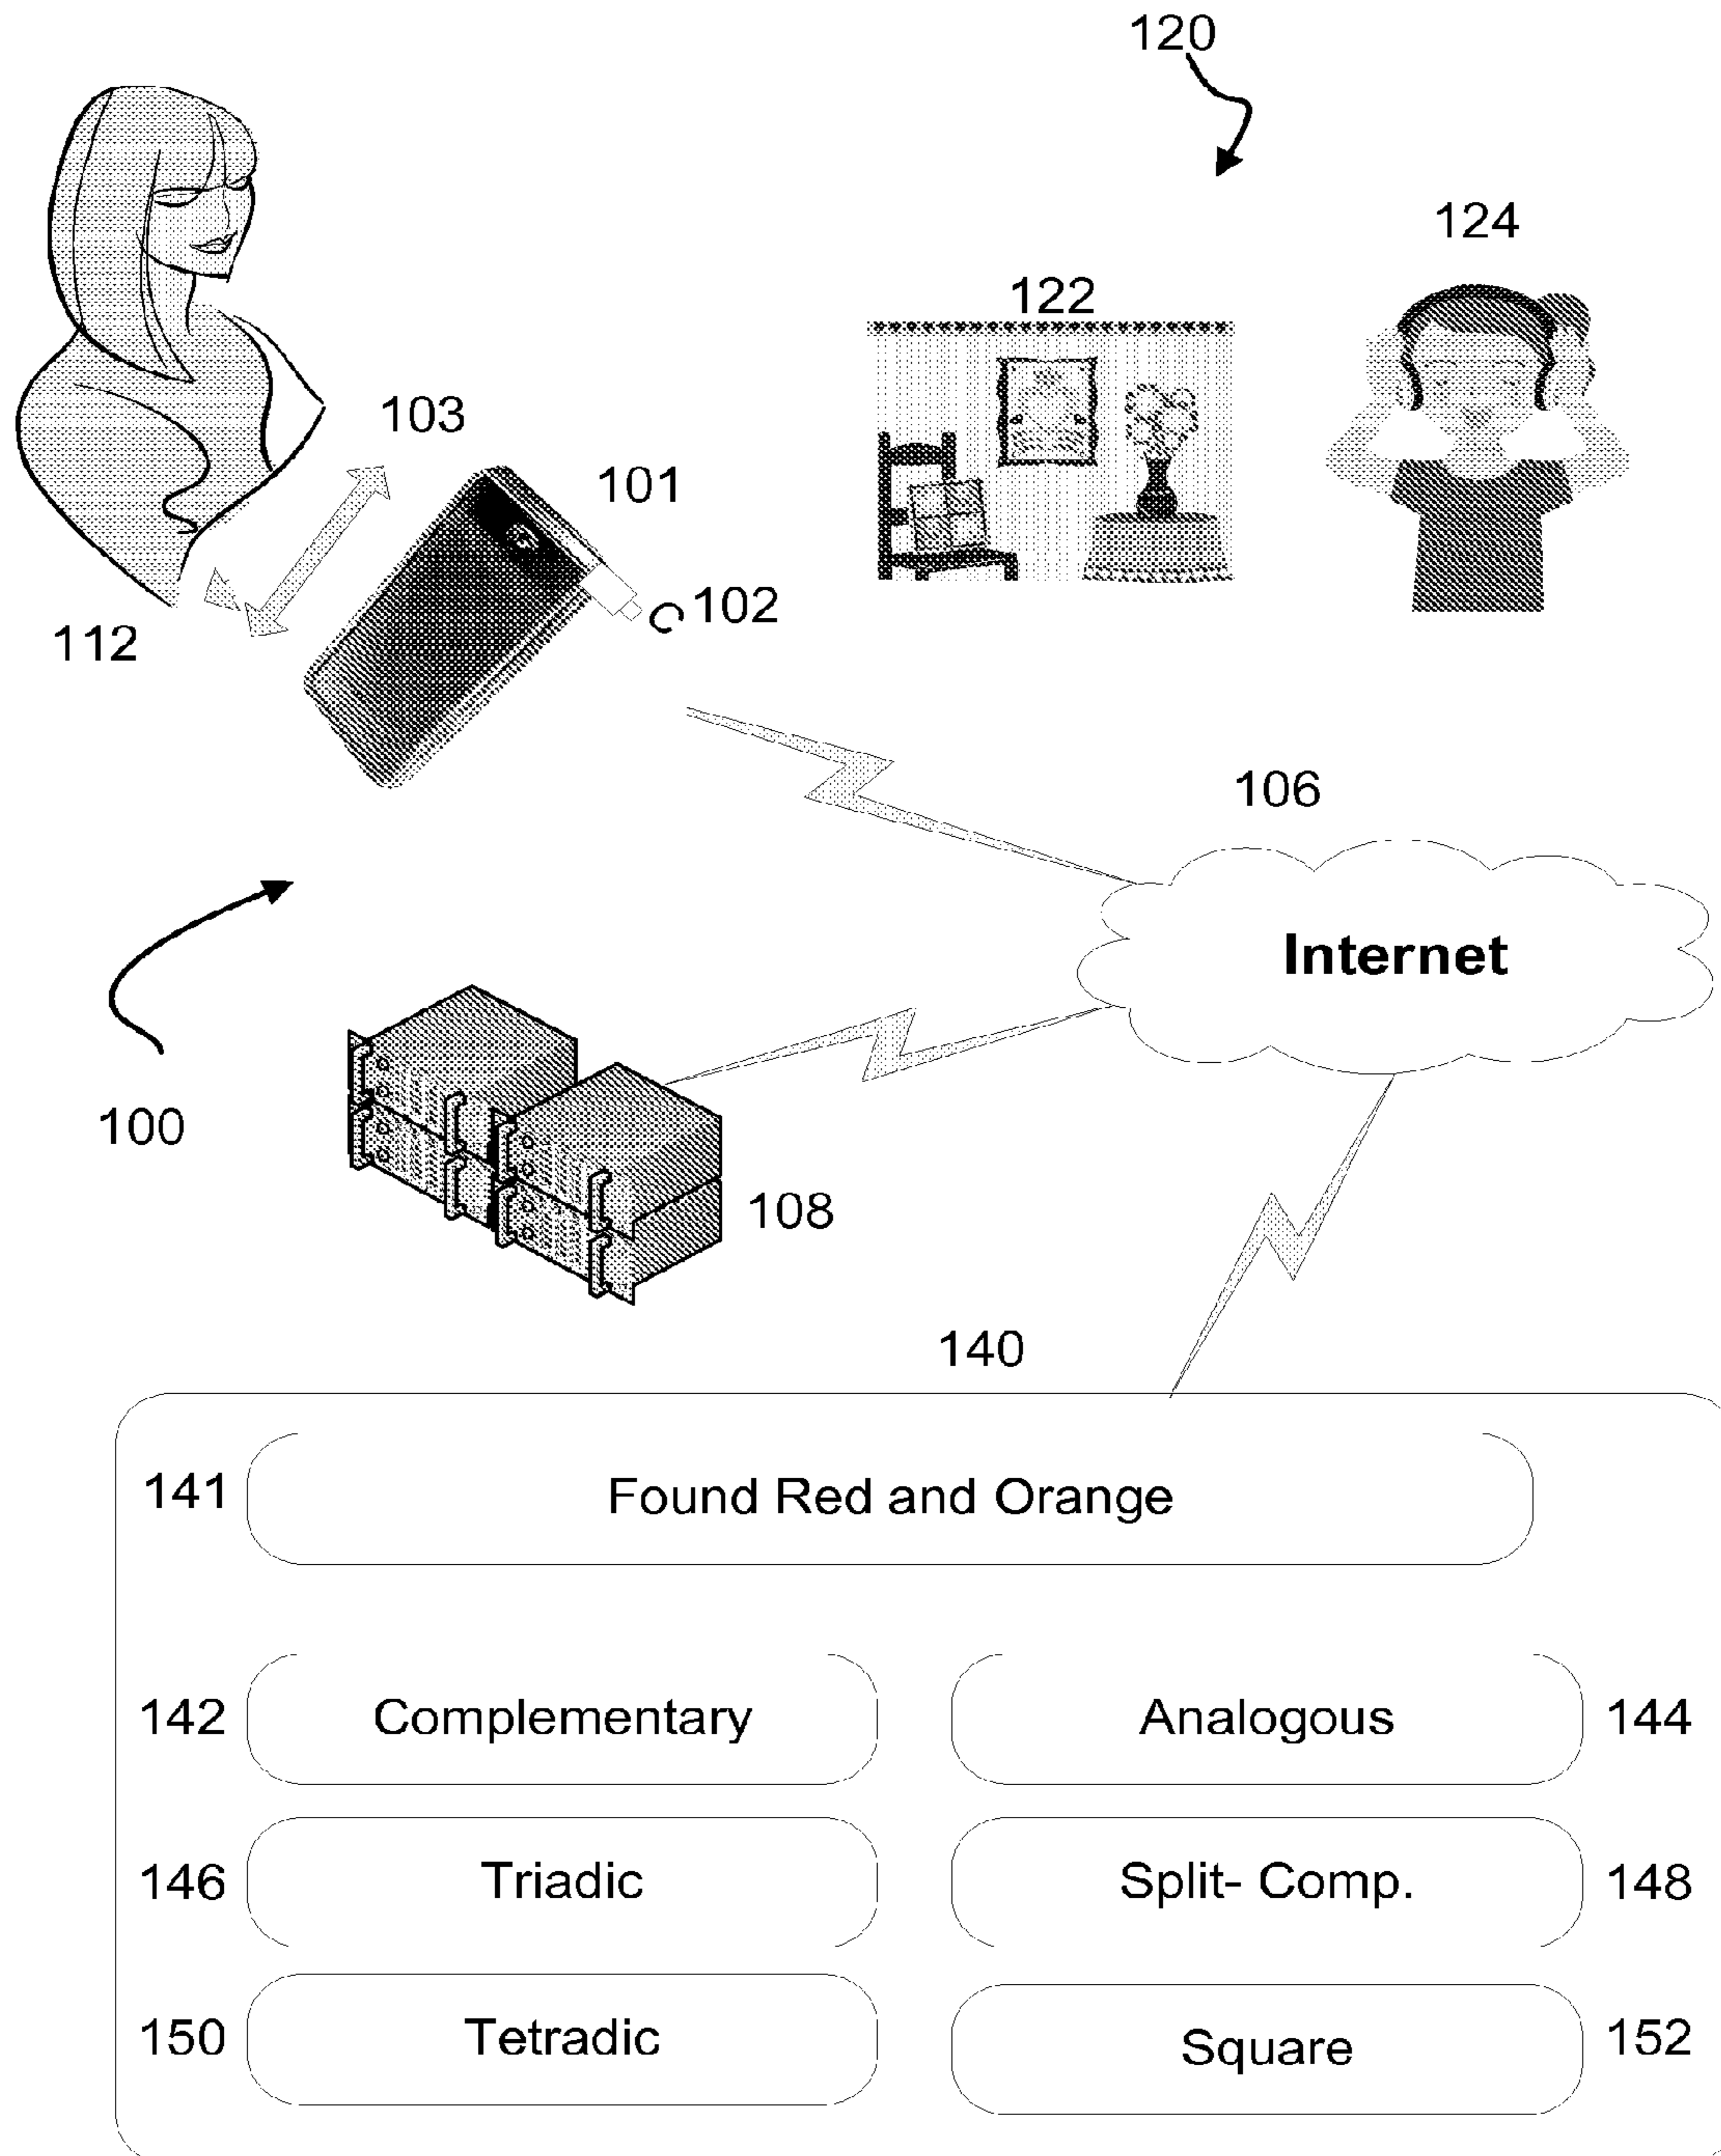 120
124
122
103
101
102
112
106
Internet
100
108
140
141 Found Red and Orange
142 Complementary Analogous 144
146 Triadic Split- Comp. 148
150 Tetradic Square 152